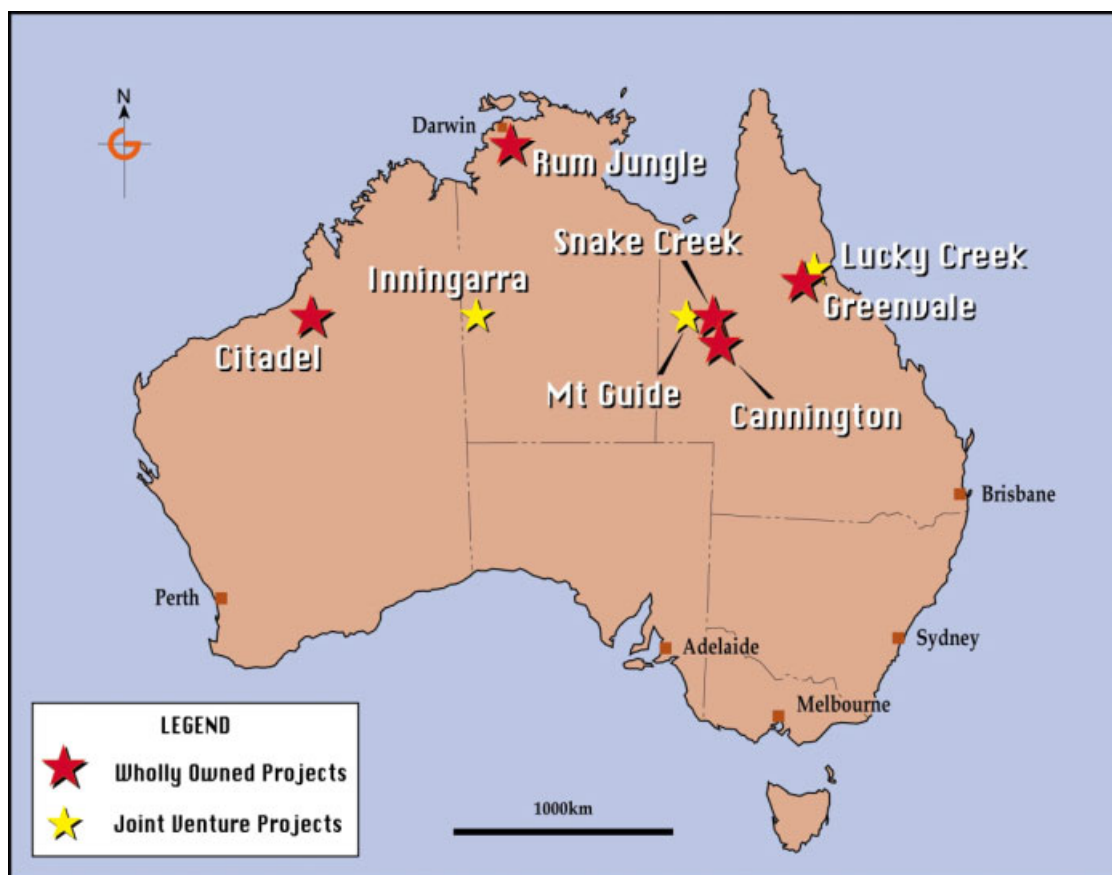 N
Darwin
Rum Jungle
Snake Creek
Lucky Creek
Inningarra
Greenvale
Citadel
Mt Guide
Cannington
Brisbane
Perth
Sydney
Adelaide
Melbourne
LEGEND
Wholly Owned Projects
Joint Venture Projects
1000km